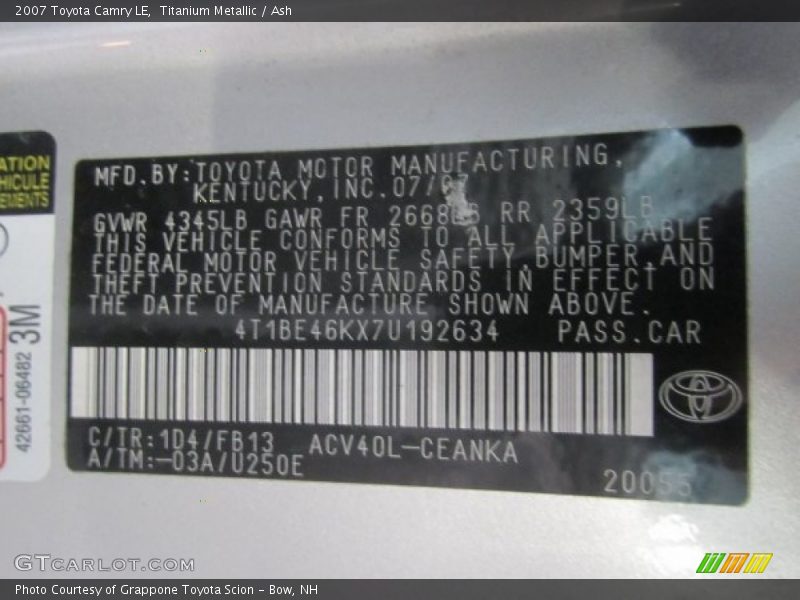 2007 Toyota Camry LE,  Titanium Metallic / Ash
ATION
HICULE
EMENTS
3M
42661-06482
MFD.BY:TOYOTA MOTOR MANUFACTURING,
KENTUCKY,INC.07/07
GVWR 4345LB GAWR FR RR 2359LB
THIS VEHICLE CONFORMS TO ALL APPLICABLE
FEDERAL MOTOR VEHICLE SAFETY,BUMPER,AND
THEFT PREVENTION STANDARDS IN EFFECT ON
THE DATE OF MANUFACTURE SHOWN ABOVE.
4T1BE46KX7U192634 PASS.CAR
C/TR:1D4/FB13 ACV40L-CEANKA
A/TM:-03A/U250E
20055
GTCarLot.com
Photo Courtesy of Grappone Toyota Scion - Bow, NH